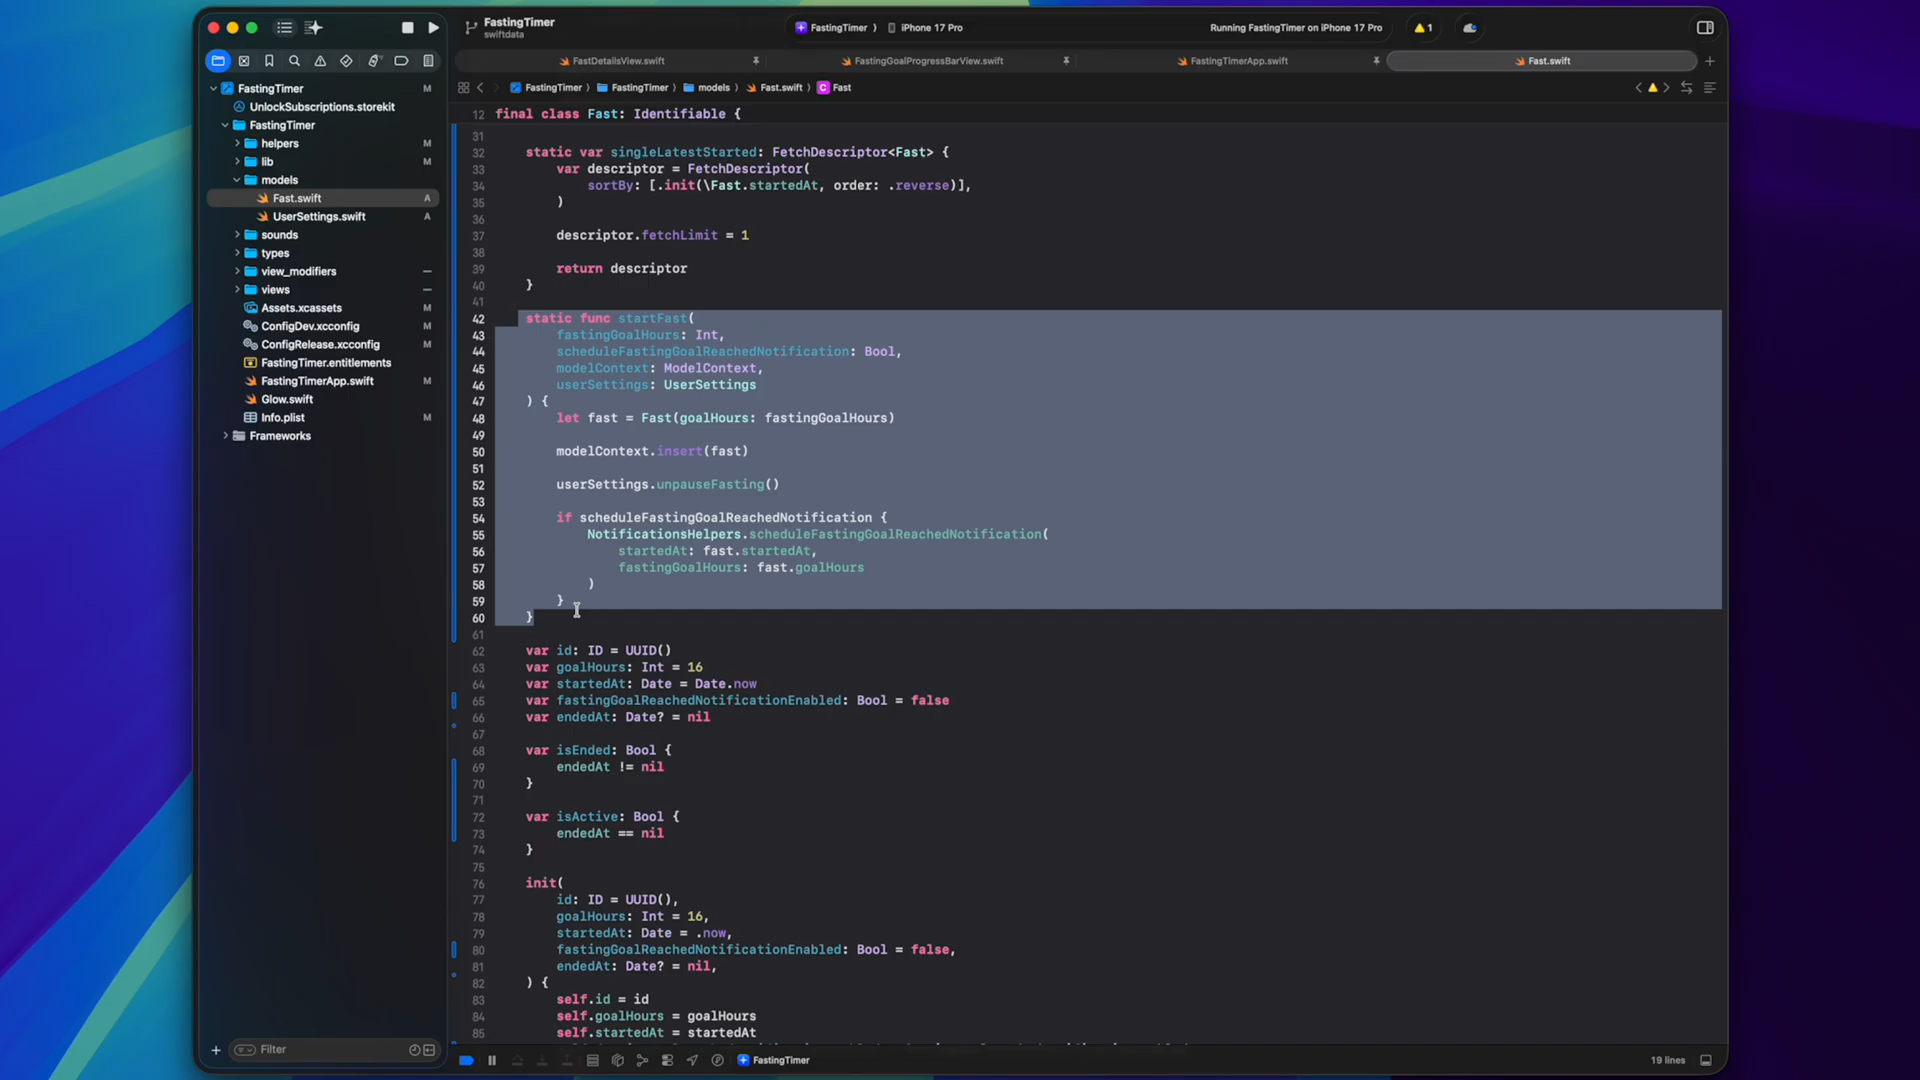 FastingTimer
swiftdata
FastingTimer
iPhone 17 Pro
Running FastingTimer on iPhone 17 Pro
1
FastDetailsView.swift
FastingGoalProgressBarView.swift
FastingTimerApp.swift
Fast.swift
FastingTimer
FastingTimer
models
Fast.swift
C Fast
FastingTimer M
UnlockSubscriptions.storekit
FastingTimer
helpers M
lib M
models
Fast.swift A
UserSettings.swift A
sounds
types
view_modifiers
views
Assets.xcassets M
ConfigDev.xcconfig M
ConfigRelease.xcconfig M
FastingTimer.entitlements
FastingTimerApp.swift M
Glow.swift
Info.plist M
Frameworks
Filter
12 final class Fast: Identifiable {
31
32 static var singleLatestStarted: FetchDescriptor<Fast> {
33 var descriptor = FetchDescriptor(
34 sortBy: [.init(\Fast.startedAt, order: .reverse)],
35 )
36
37 descriptor.fetchLimit = 1
38
39 return descriptor
40 }
41
42 static func startFast(
43 fastingGoalHours: Int,
44 scheduleFastingGoalReachedNotification: Bool,
45 modelContext: ModelContext,
46 userSettings: UserSettings
47 ) {
48 let fast = Fast(goalHours: fastingGoalHours)
49
50 modelContext.insert(fast)
51
52 userSettings.unpauseFasting()
53
54 if scheduleFastingGoalReachedNotification {
55 NotificationsHelpers.scheduleFastingGoalReachedNotification(
56 startedAt: fast.startedAt,
57 fastingGoalHours: fast.goalHours
58 )
59 }
60 }
61
62 var id: ID = UUID()
63 var goalHours: Int = 16
64 var startedAt: Date = Date.now
65 var fastingGoalReachedNotificationEnabled: Bool = false
66 var endedAt: Date? = nil
67
68 var isEnded: Bool {
69 endedAt != nil
70 }
71
72 var isActive: Bool {
73 endedAt == nil
74 }
75
76 init(
77 id: ID = UUID(),
78 goalHours: Int = 16,
79 startedAt: Date = .now,
80 fastingGoalReachedNotificationEnabled: Bool = false,
81 endedAt: Date? = nil,
82 ) {
83 self.id = id
84 self.goalHours = goalHours
85 self.startedAt = startedAt
FastingTimer
19 lines